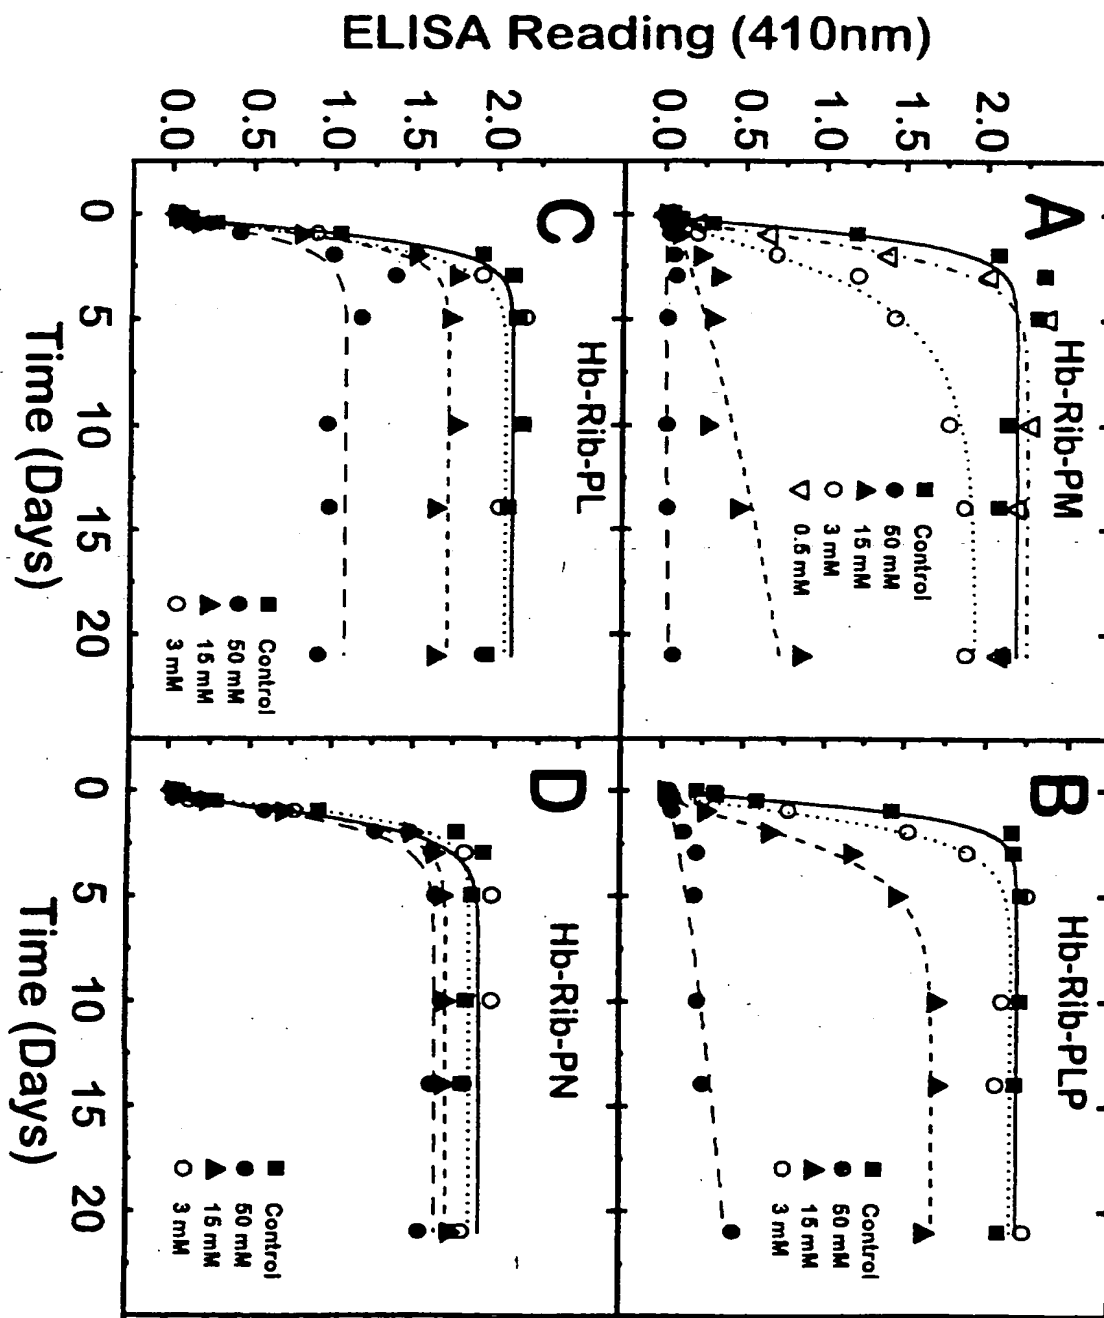 ELISA Reading (410nm)
A
Hb-Rib-PM
0.0 0.5 1.0 1.5 2.0
Control
50 mM
15 mM
3 mM
0.5 mM
B
Hb-Rib-PLP
Control
50 mM
15 mM
3 mM
C
Hb-Rib-PL
0.0 0.5 1.0 1.5 2.0
Control
50 mM
15 mM
3 mM
0 5 10 15 20
Time (Days)
D
Hb-Rib-PN
Control
50 mM
15 mM
3 mM
0 5 10 15 20
Time (Days)